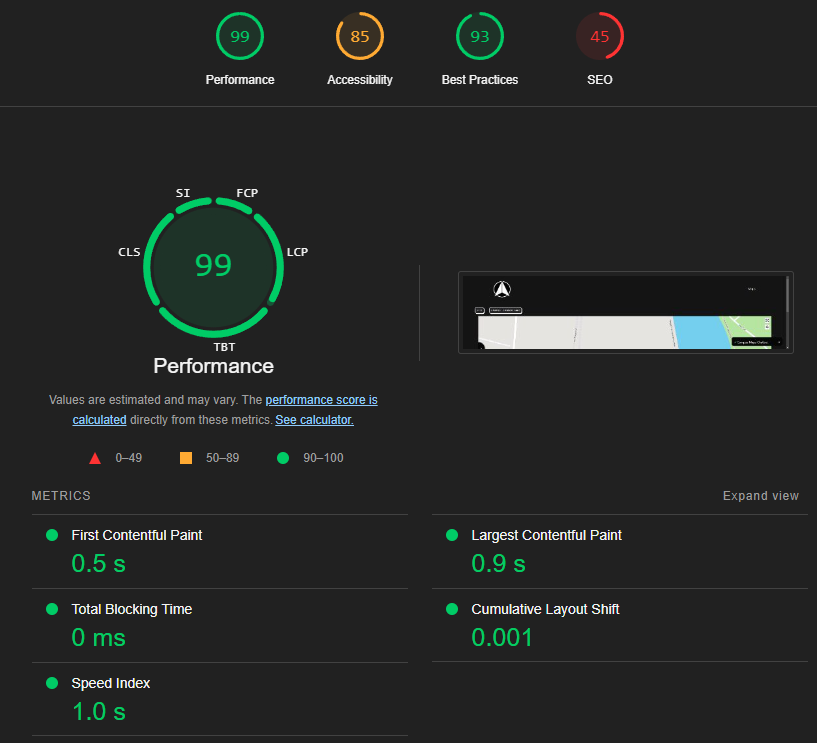 99 85 93 45
Performance Accessibility Best Practices SEO
SI FCP
CLS LCP
99
TBT
Performance
Values are estimated and may vary. The performance score is
calculated directly from these metrics. See calculator.
0–49 50–89 90–100
METRICS Expand view
First Contentful Paint Largest Contentful Paint
0.5 s 0.9 s
Total Blocking Time Cumulative Layout Shift
0 ms 0.001
Speed Index
1.0 s